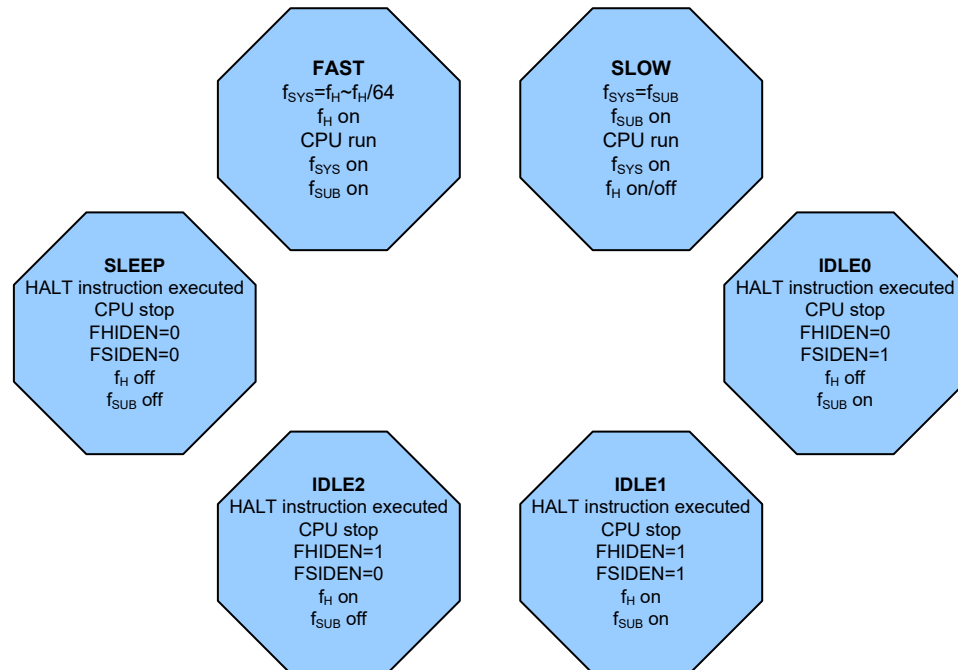 FAST
fSYS=fH~fH/64
fH on
CPU run
fSYS on
fSUB on
SLOW
fSYS=fSUB
fSUB on
CPU run
fSYS on
fH on/off
SLEEP
HALT instruction executed
CPU stop
FHIDEN=0
FSIDEN=0
fH off
fSUB off
IDLE0
HALT instruction executed
CPU stop
FHIDEN=0
FSIDEN=1
fH off
fSUB on
IDLE2
HALT instruction executed
CPU stop
FHIDEN=1
FSIDEN=0
fH on
fSUB off
IDLE1
HALT instruction executed
CPU stop
FHIDEN=1
FSIDEN=1
fH on
fSUB on